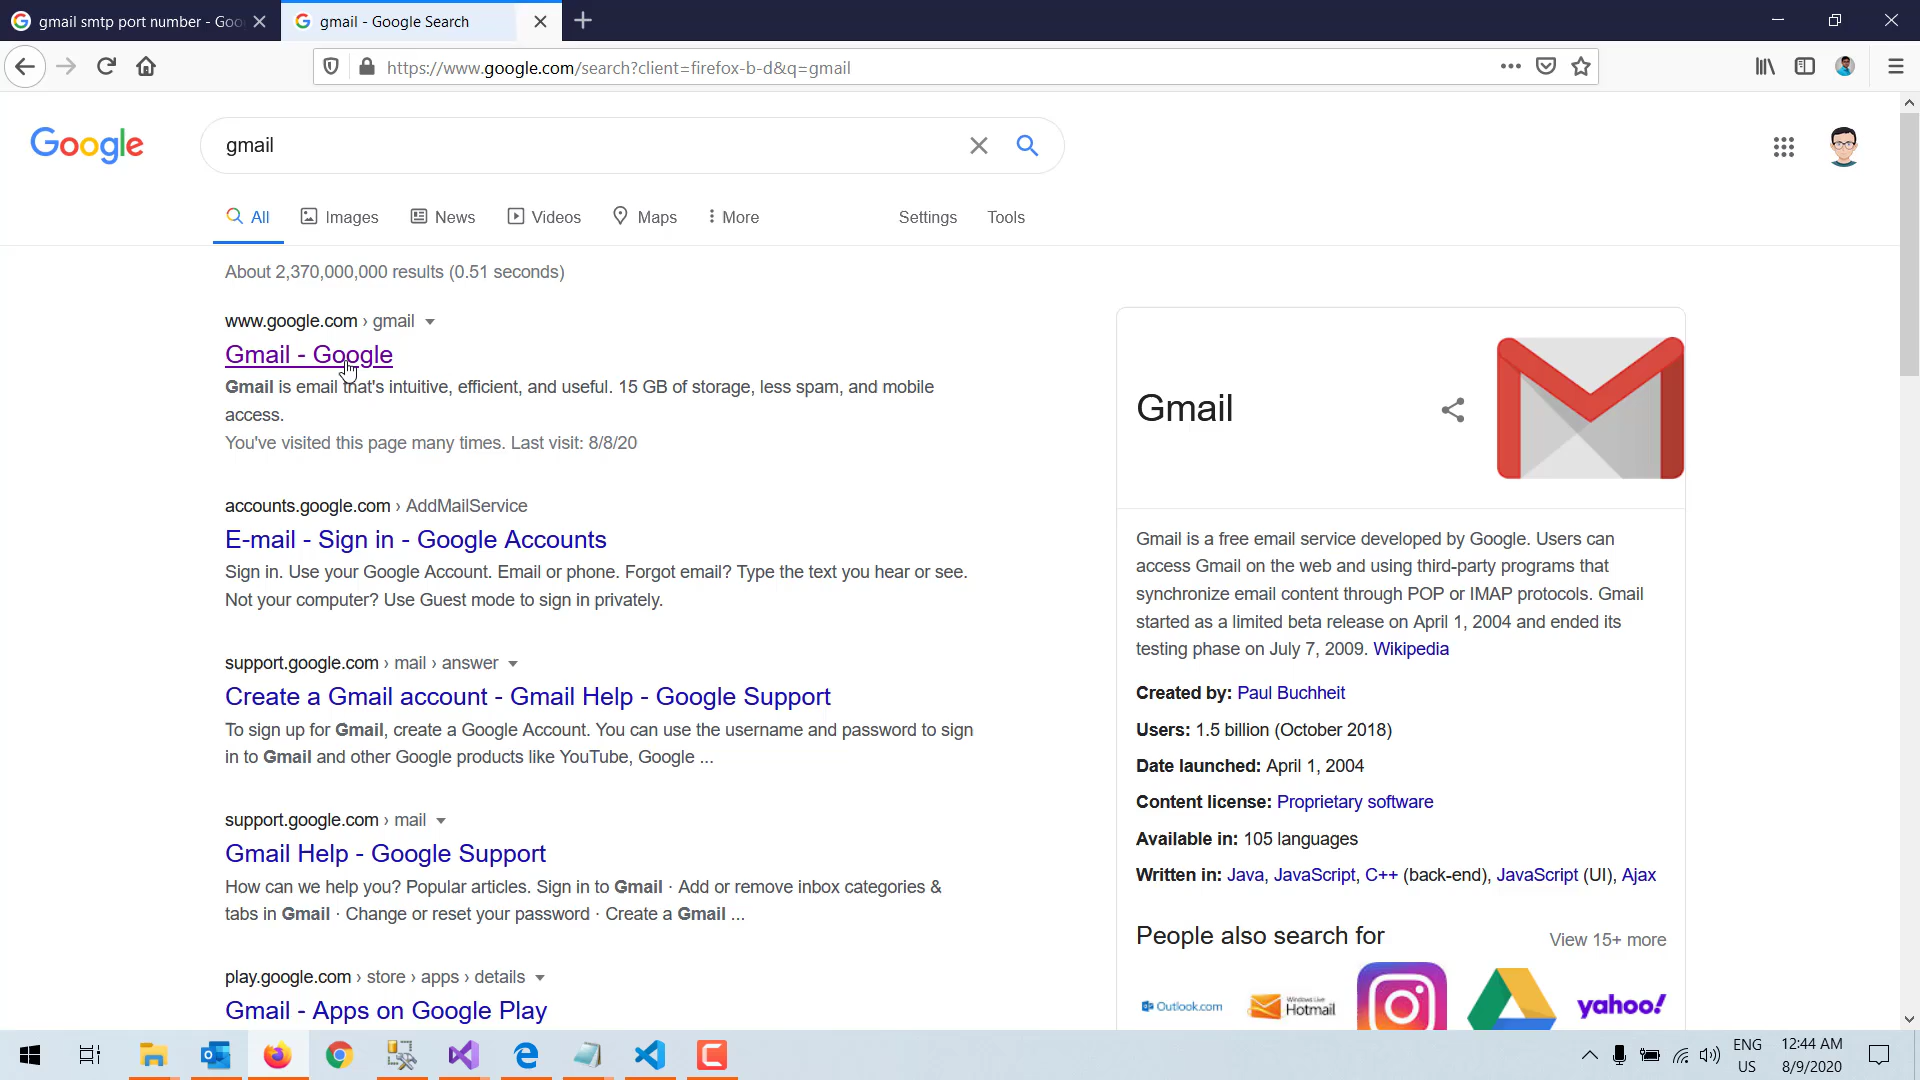 gmail smtp port number - Goo
gmail - Google Search
https://www.google.com/search?client=firefox-b-d&q=gmail
Google
gmail
All
Images
News
Videos
Maps
More
Settings
Tools
About 2,370,000,000 results (0.51 seconds)
www.google.com › gmail
Gmail - Google
Gmail is email that's intuitive, efficient, and useful. 15 GB of storage, less spam, and mobile
access.
You've visited this page many times. Last visit: 8/8/20
accounts.google.com › AddMailService
E-mail - Sign in - Google Accounts
Sign in. Use your Google Account. Email or phone. Forgot email? Type the text you hear or see.
Not your computer? Use Guest mode to sign in privately.
support.google.com › mail › answer
Create a Gmail account - Gmail Help - Google Support
To sign up for Gmail, create a Google Account. You can use the username and password to sign
in to Gmail and other Google products like YouTube, Google ...
support.google.com › mail
Gmail Help - Google Support
How can we help you? Popular articles. Sign in to Gmail · Add or remove inbox categories &
tabs in Gmail · Change or reset your password · Create a Gmail ...
play.google.com › store › apps › details
Gmail - Apps on Google Play
Gmail
Gmail is a free email service developed by Google. Users can
access Gmail on the web and using third-party programs that
synchronize email content through POP or IMAP protocols. Gmail
started as a limited beta release on April 1, 2004 and ended its
testing phase on July 7, 2009. Wikipedia
Created by: Paul Buchheit
Users: 1.5 billion (October 2018)
Date launched: April 1, 2004
Content license: Proprietary software
Available in: 105 languages
Written in: Java, JavaScript, C++ (back-end), JavaScript (UI), Ajax
People also search for
View 15+ more
Outlook.com
Windows Live
Hotmail
yahoo!
ENG
US
12:44 AM
8/9/2020